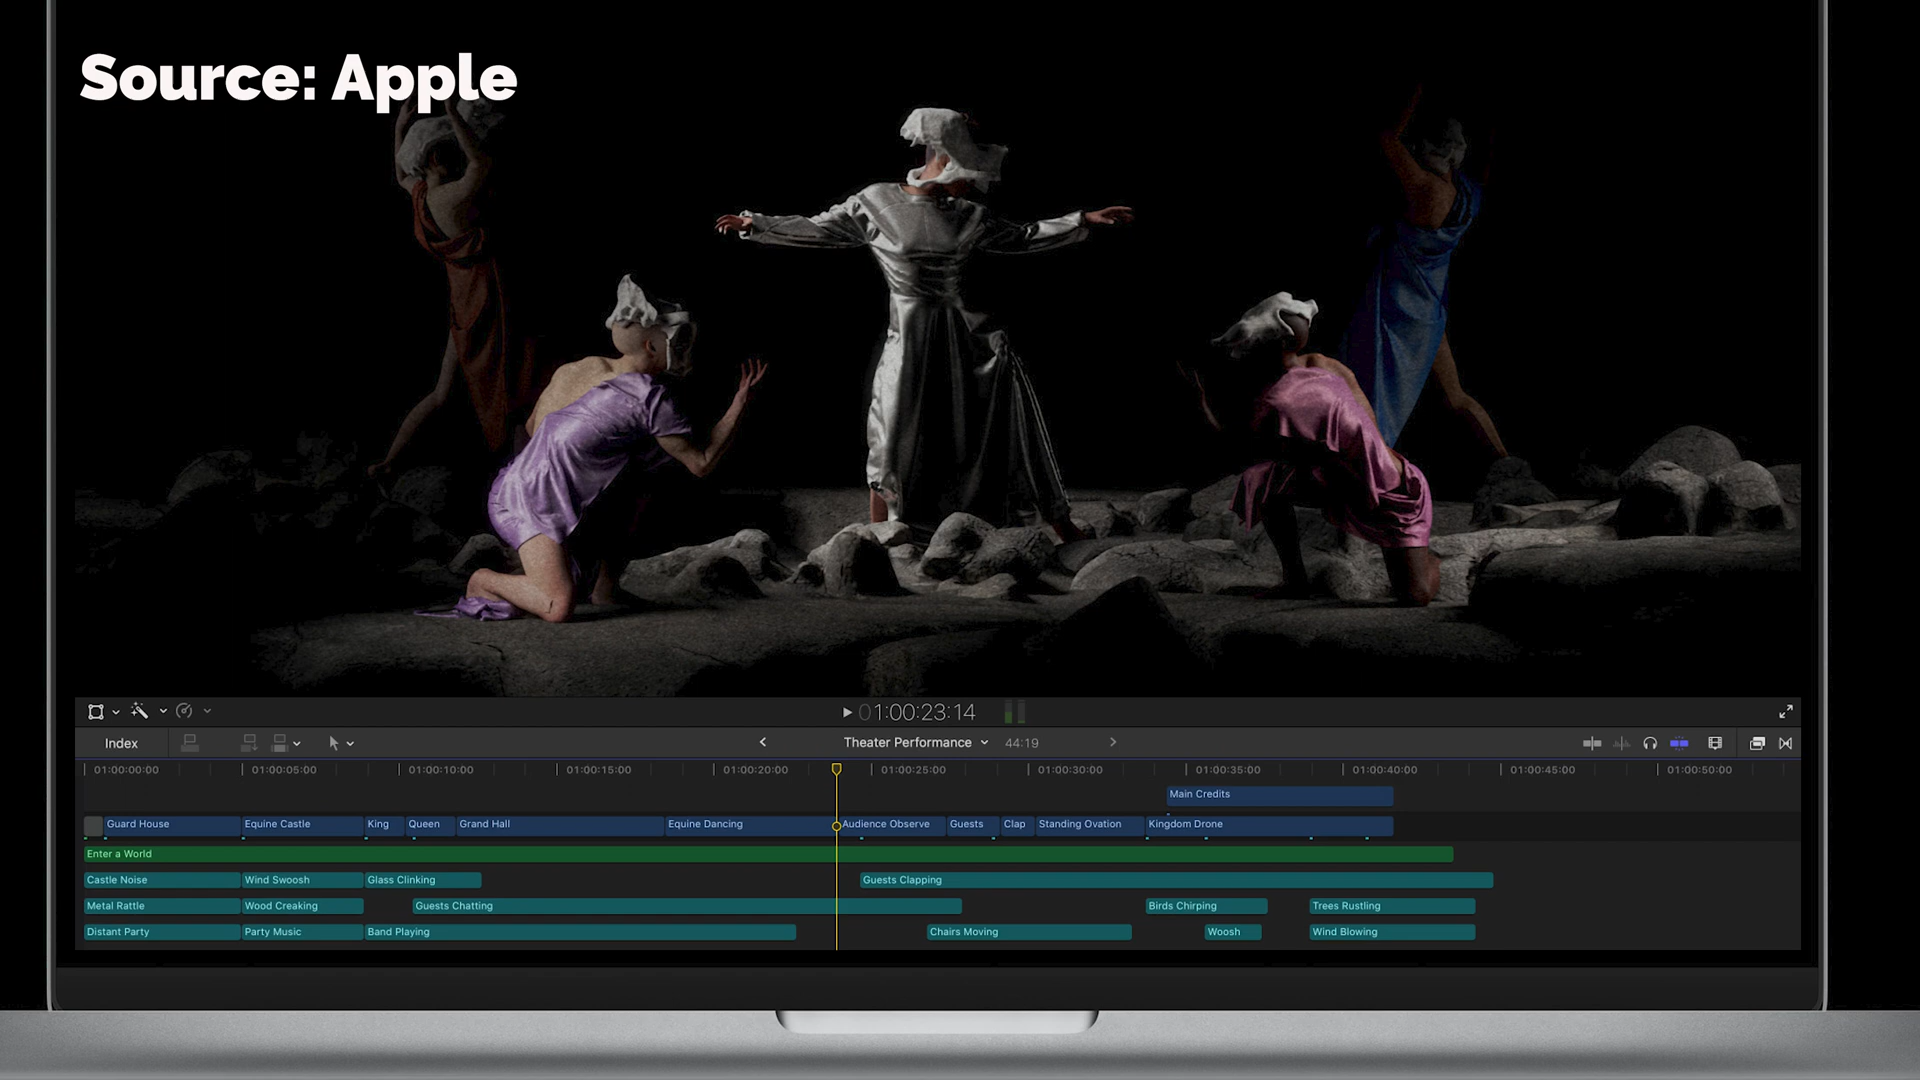 Source: Apple
01:00:23:14
Index
Theater Performance
44:19
01:00:00:00
01:00:05:00
01:00:10:00
01:00:15:00
01:00:20:00
01:00:25:00
01:00:30:00
01:00:35:00
01:00:40:00
01:00:45:00
01:00:50:00
Main Credits
Guard House
Equine Castle
King
Queen
Grand Hall
Equine Dancing
Audience Observe
Guests
Clap
Standing Ovation
Kingdom Drone
Enter a World
Castle Noise
Wind Swoosh
Glass Clinking
Guests Clapping
Metal Rattle
Wood Creaking
Guests Chatting
Birds Chirping
Trees Rustling
Distant Party
Party Music
Band Playing
Chairs Moving
Woosh
Wind Blowing